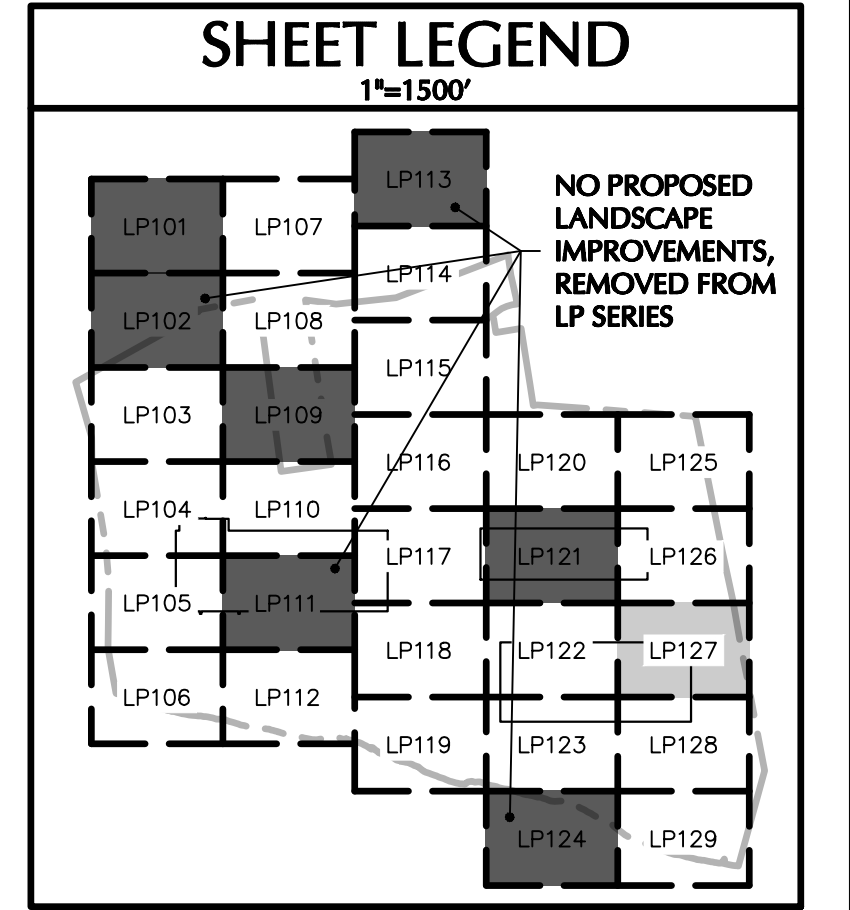 SHEET LEGEND
1"=1500'
NO PROPOSED
LANDSCAPE
IMPROVEMENTS,
REMOVED FROM
LP SERIES
LP113
LP101
LP107
LP114
LP102
LP108
LP115
LP103
LP109
LP116
LP120
LP125
LP104
LP110
LP117
LP121
LP126
LP105
LP111
LP118
LP122
LP127
LP106
LP112
LP119
LP123
LP128
LP124
LP129